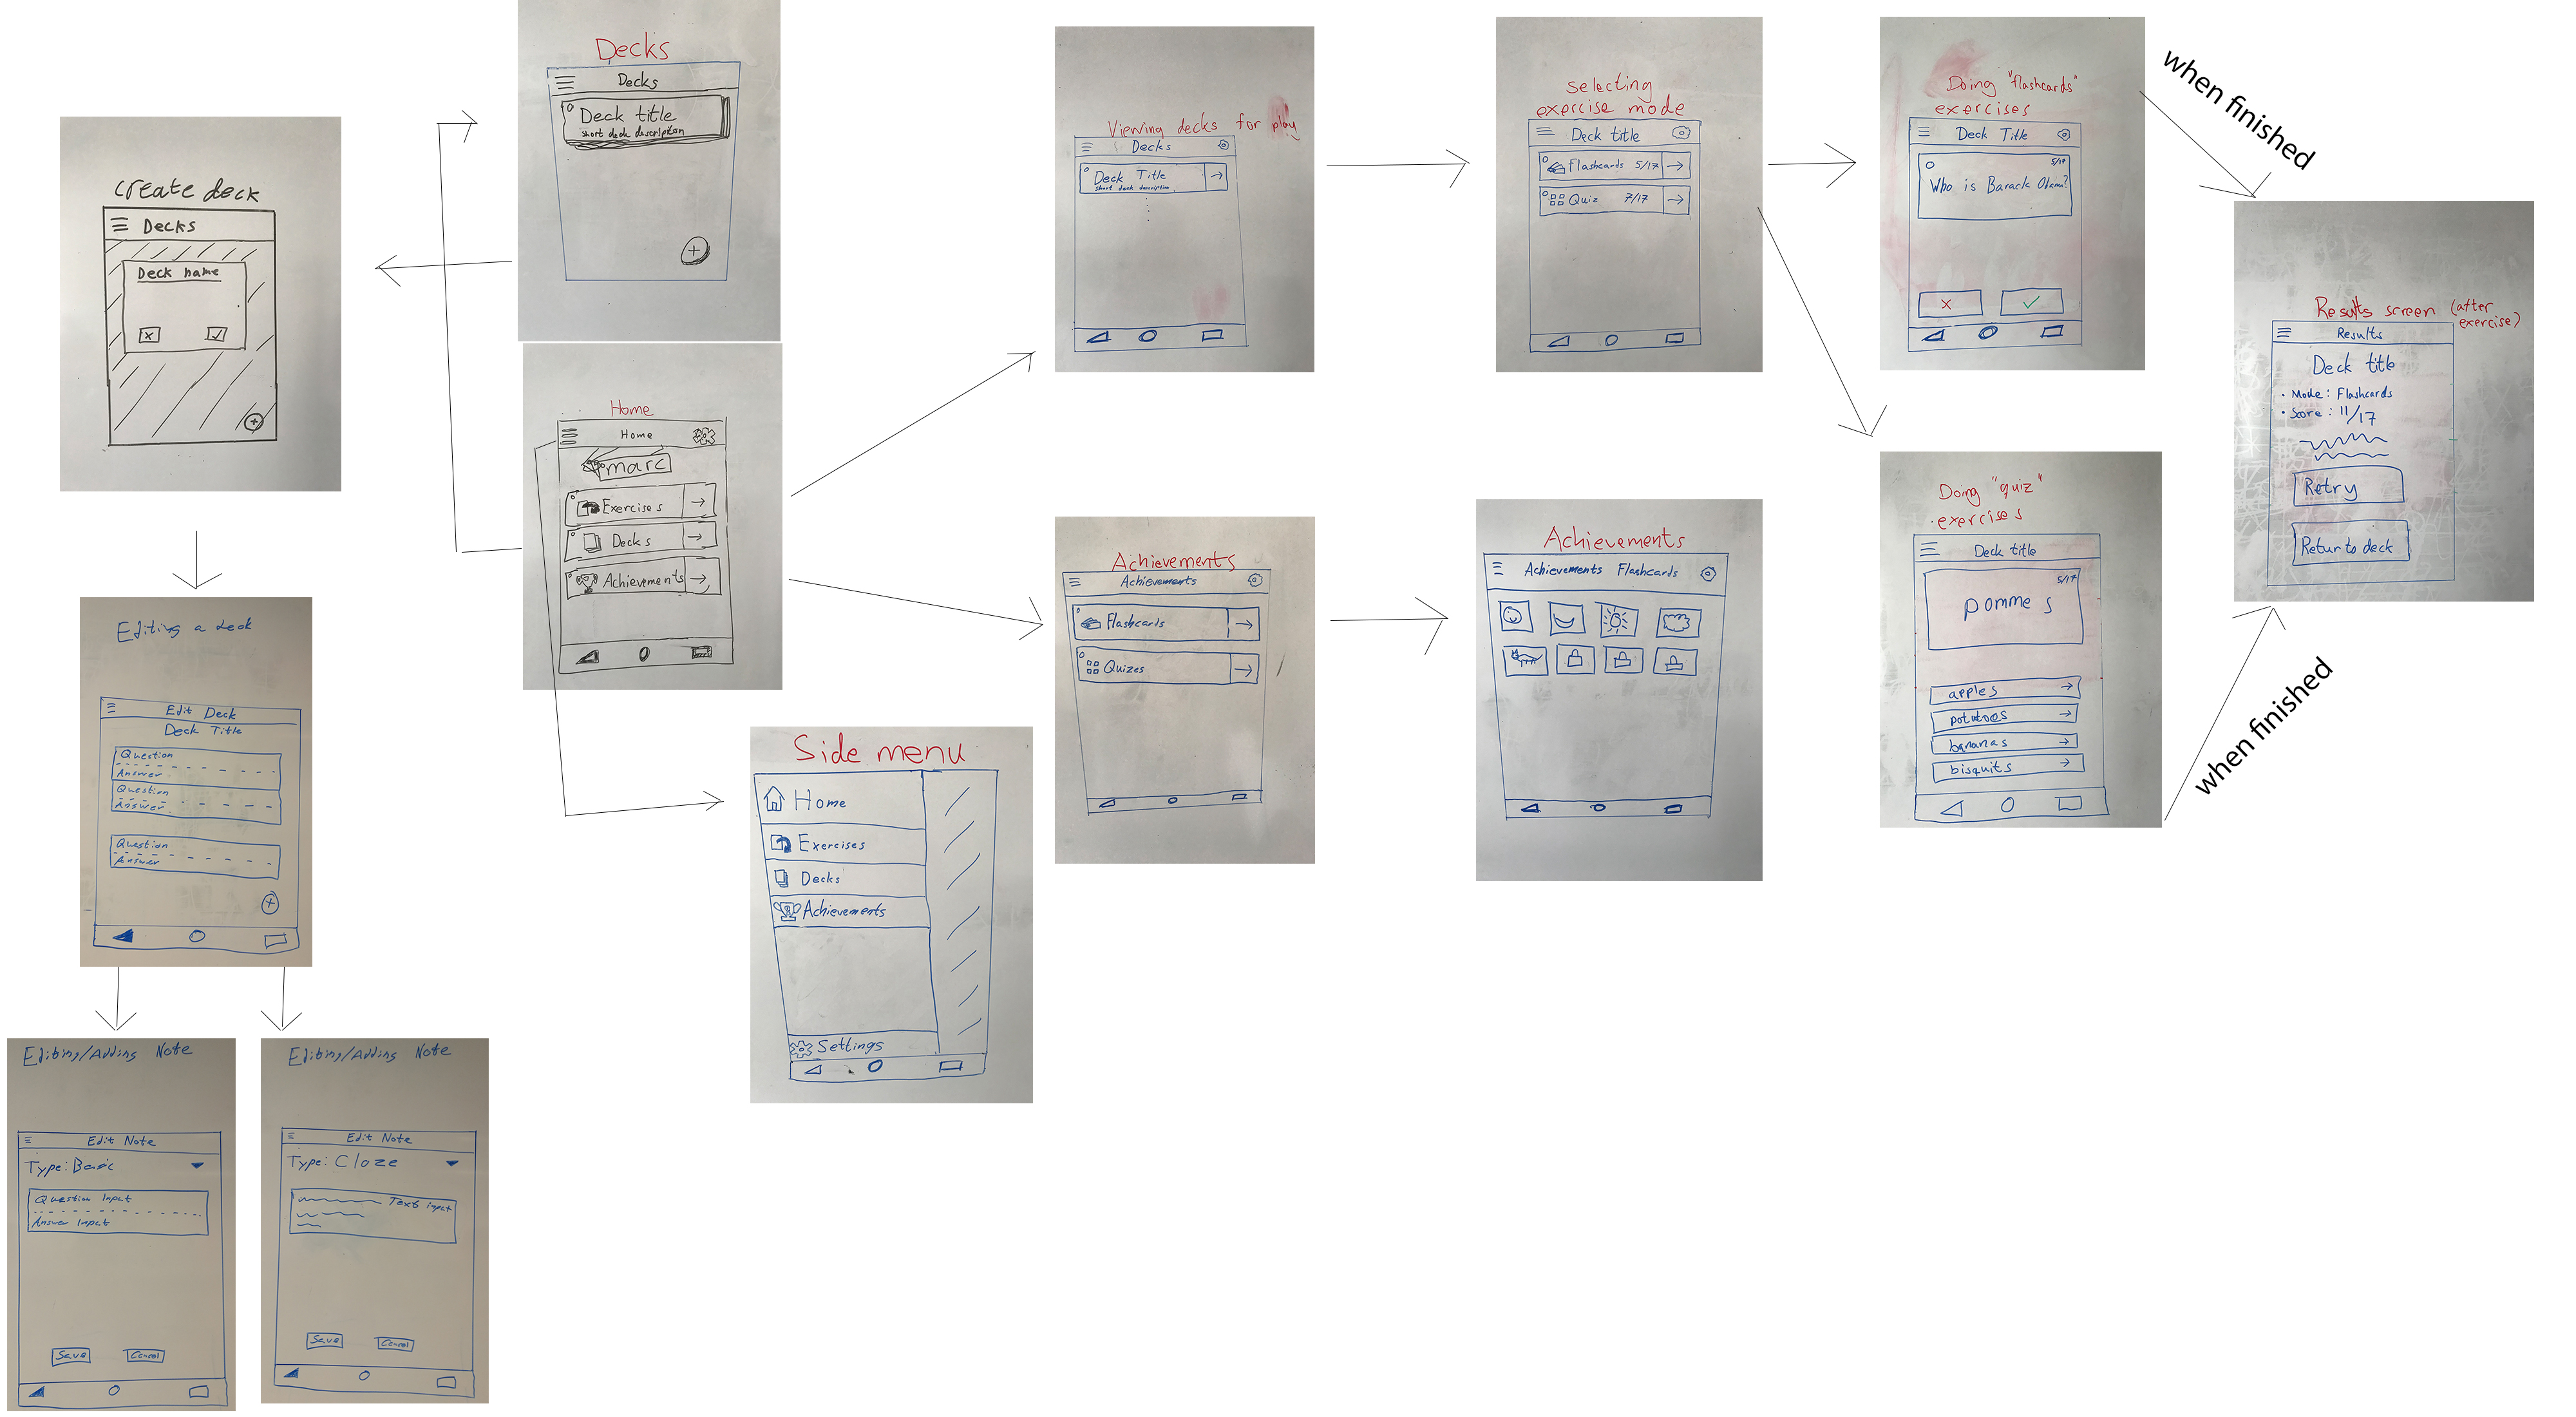 create deck
Decks
Deck name
Editing a deck
Edit Deck
Deck Title
Question
Answer
Question
Answer
Question
Answer
Editing/Adding Note
Edit Note
Type: Basic
Question Input
Answer Input
Save
Cancel
Editing/Adding Note
Edit Note
Type: Cloze
Text input
Save
Cancel
Decks
Decks
Deck title
short deck description
Home
Home
marc
Exercises
Decks
Achievements
Side menu
Home
Exercises
Decks
Achievements
Settings
Viewing decks for play
Decks
Deck Title
short deck description
Achievements
Achievements
Flashcards
Quizes
selecting
exercise mode
Deck title
Flashcards 5/17
Quiz 7/17
Achievements
Achievements Flashcards
Doing "flashcards"
exercises
Deck Title
5/17
Who is Barack Obama?
Doing "quiz"
exercises
Deck title
5/17
pommes
apples
potatoes
bananas
bisquits
when finished
when finished
Results screen (after
exercise)
Results
Deck title
• Mode: Flashcards
• Score: 11/17
Retry
Return to deck